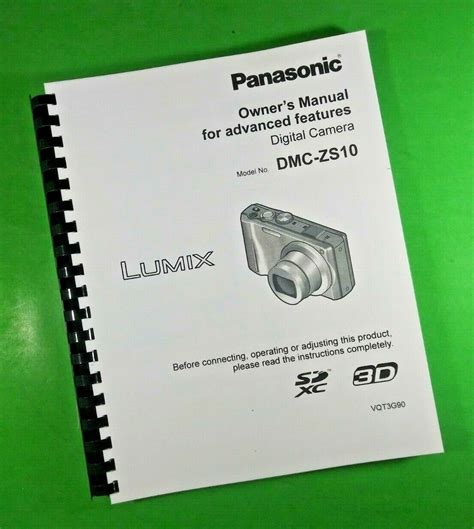 Panasonic
Owner's Manual
for advanced features
Digital Camera
Model No. DMC-ZS10
LUMIX
Before connecting, operating or adjusting this product,
please read the instructions completely.
SD XC 3D
VQT3G90